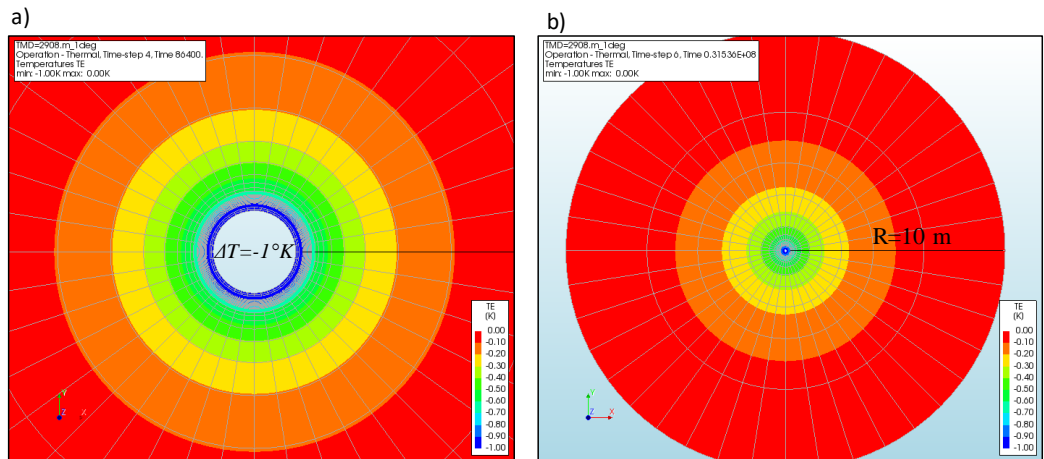 a)
TMD=2908.m_1deg
Operation - Thermal, Time-step 4, Time 86400.
Temperatures TE
min: -1.00K max: 0.00K
ΔT=-1°K
TE
(K)
0.00
-0.10
-0.20
-0.30
-0.40
-0.50
-0.60
-0.70
-0.80
-0.90
-1.00
Y
Z
X
b)
TMD=2908.m_1deg
Operation - Thermal, Time-step 6, Time 0.31536E+08
Temperatures TE
min: -1.00K max: 0.00K
R=10 m
TE
(K)
0.00
-0.10
-0.20
-0.30
-0.40
-0.50
-0.60
-0.70
-0.80
-0.90
-1.00
Y
Z
X